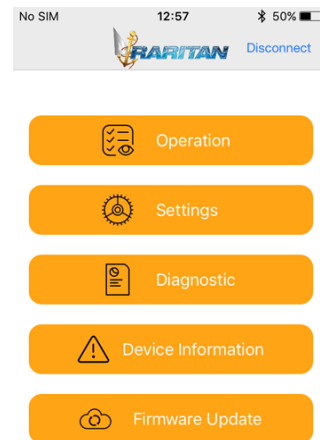 No SIM 12:57 50%
RARITAN Disconnect
Operation
Settings
Diagnostic
Device Information
Firmware Update